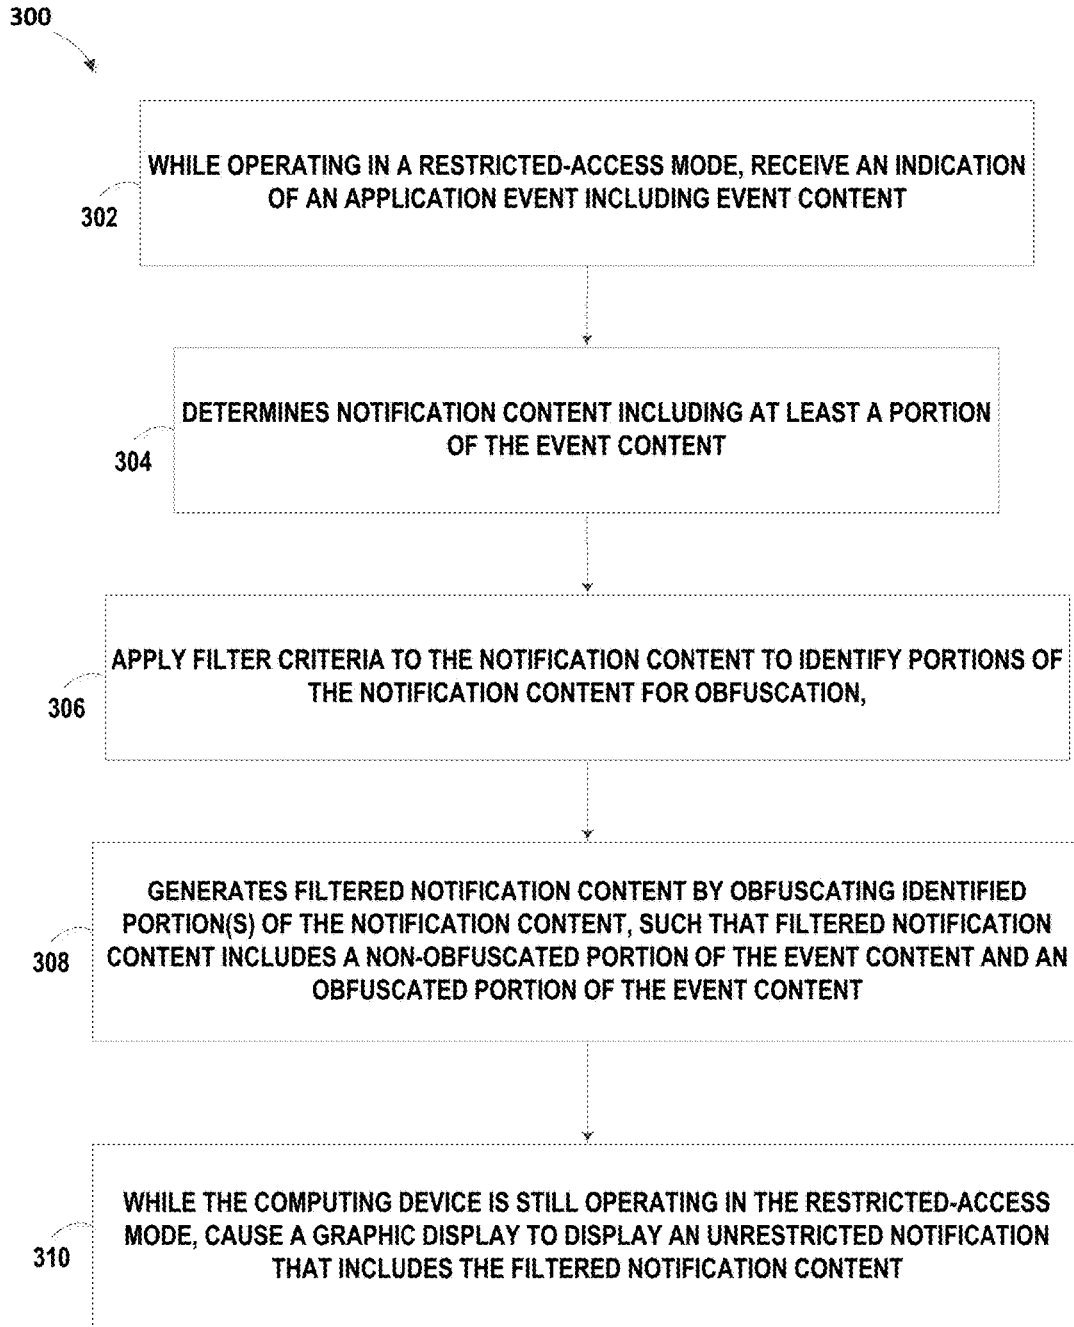 300
WHILE OPERATING IN A RESTRICTED-ACCESS MODE, RECEIVE AN INDICATION
OF AN APPLICATION EVENT INCLUDING EVENT CONTENT
302
DETERMINES NOTIFICATION CONTENT INCLUDING AT LEAST A PORTION
OF THE EVENT CONTENT
304
APPLY FILTER CRITERIA TO THE NOTIFICATION CONTENT TO IDENTIFY PORTIONS OF
THE NOTIFICATION CONTENT FOR OBFUSCATION,
306
GENERATES FILTERED NOTIFICATION CONTENT BY OBFUSCATING IDENTIFIED
PORTION(S) OF THE NOTIFICATION CONTENT, SUCH THAT FILTERED NOTIFICATION
CONTENT INCLUDES A NON-OBFUSCATED PORTION OF THE EVENT CONTENT AND AN
OBFUSCATED PORTION OF THE EVENT CONTENT
308
WHILE THE COMPUTING DEVICE IS STILL OPERATING IN THE RESTRICTED-ACCESS
MODE, CAUSE A GRAPHIC DISPLAY TO DISPLAY AN UNRESTRICTED NOTIFICATION
THAT INCLUDES THE FILTERED NOTIFICATION CONTENT
310